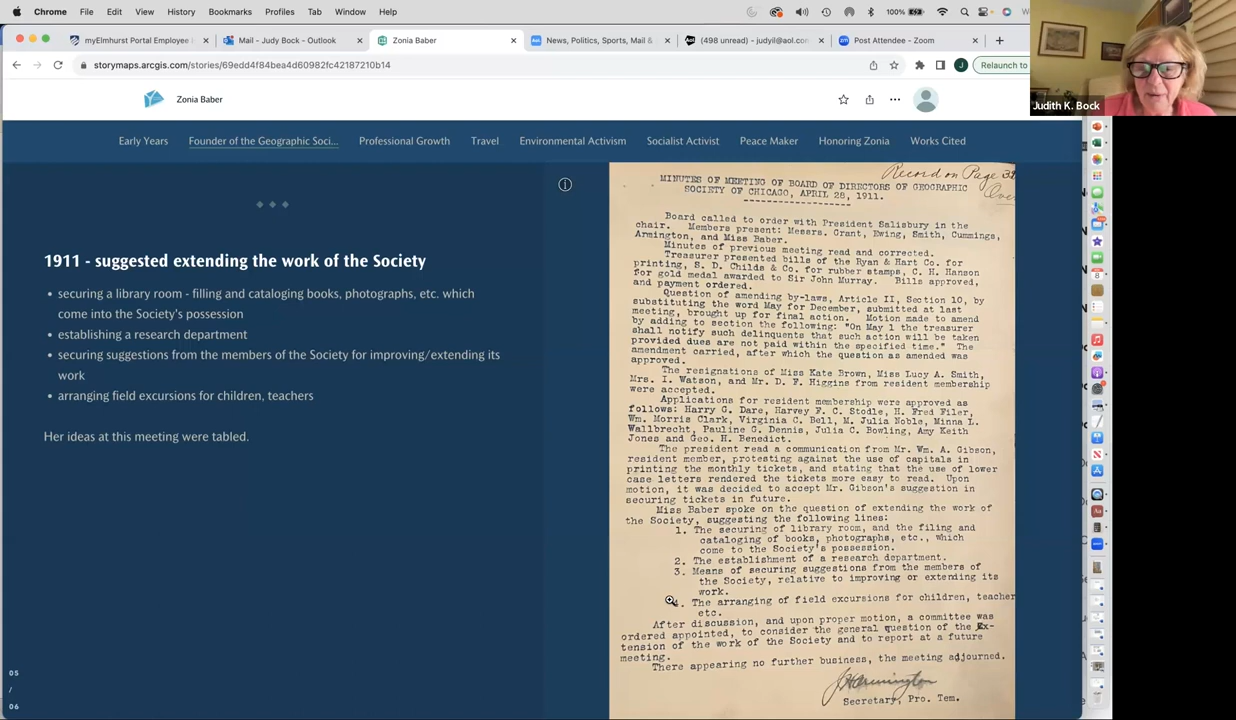 Chrome File Edit View History Bookmarks Profiles Tab Window Help 100%
myElmhurst Portal Employee Mail - Judy Bock - Outlook Zonia Baber News, Politics, Sports, Mail & (498 unread) - judyil@aol.com Post Attendee - Zoom
storymaps.arcgis.com/stories/69edd4f84bea4d60982fc42187210b14 J Relaunch to
Judith K. Bock
Zonia Baber
Early Years Founder of the Geographic Soci... Professional Growth Travel Environmental Activism Socialist Activist Peace Maker Honoring Zonia Works Cited
1911 - suggested extending the work of the Society
• securing a library room - filling and cataloging books, photographs, etc. which
come into the Society's possession
• establishing a research department
• securing suggestions from the members of the Society for improving/extending its
work
• arranging field excursions for children, teachers
Her ideas at this meeting were tabled.
05
/
06
Record on Page
Over
MINUTES OF MEETING OF BOARD OF DIRECTORS OF GEOGRAPHIC
SOCIETY OF CHICAGO, APRIL 28, 1911.
Board called to order with President Salisbury in the
chair. Members present: Messrs. Grant, Ewing, Smith, Cummings,
Armington, and Miss Baber.
Minutes of previous meeting read and corrected.
Treasurer presented bills of the Ryan & Hart Co. for
printing, S. D. Childs & Co. for rubber stamps, C. H. Hanson
for gold medal awarded to Sir John Murray. Bills approved,
and payment ordered.
Question of amending by-laws, Article II, Section 10, by
substituting the word May for December, submitted at last
meeting, brought up for final action. Motion made to amend
by adding to section the following: "On May 1 the treasurer
shall notify such delinquents that such action will be taken
provided dues are not paid within the specified time." The
amendment carried, after which the question as amended was
approved.
The resignations of Miss Kate Brown, Miss Lucy A. Smith,
Mrs. I. Watson, and Mr. D. F. Higgins from resident membership
were accepted.
Applications for resident membership were approved as
follows: Harry G. Dare, Harvey F. C. Stodle, H. Fred Filer,
Wm. Morris Clark, Virginia C. Bell, M. Julia Noble, Minna L.
Wallbrecht, Pauline G. Dennis, Julia C. Bowling, Amy Keith
Jones and Geo. H. Benedict.
The president read a communication from Mr. Wm. A. Gibson,
resident member, protesting against the use of capitals in
printing the monthly tickets, and stating that the use of lower
case letters rendered the tickets more easy to read. Upon
motion, it was decided to accept Mr. Gibson's suggestion in
securing tickets in future.
Miss Baber spoke on the question of extending the work of
the Society, suggesting the following lines:
1. The securing of library room, and the filing and
cataloging of books, photographs, etc., which
come to the Society's possession.
2. The establishment of a research department.
3. Means of securing suggestions from the members of
the Society, relative to improving or extending its
work.
The arranging of field excursions for children, teacher
etc.
After discussion, and upon proper motion, a committee was
ordered appointed, to consider the general question of the Ex-
tension of the work of the Society and to report at a future
meeting.
There appearing no further business, the meeting adjourned.
Secretary, Pro. Tem.